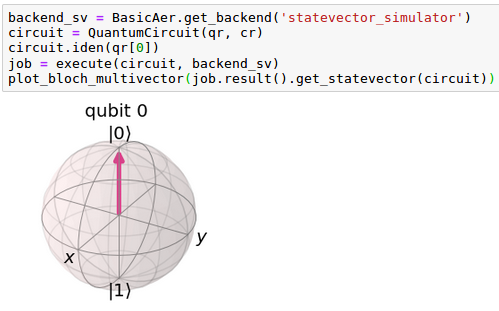 backend_sv = BasicAer.get_backend('statevector_simulator')
circuit = QuantumCircuit(qr, cr)
circuit.iden(qr[0])
job = execute(circuit, backend_sv)
plot_bloch_multivector(job.result().get_statevector(circuit))
qubit 0
|0⟩
y
x
|1⟩